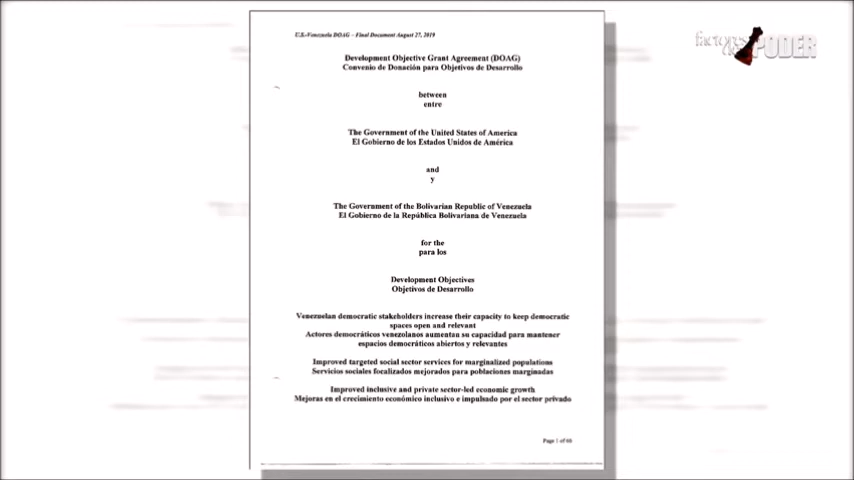 U.S.-Venezuela DOAG – Final Document August 27, 2019
factores de PODER
Development Objective Grant Agreement (DOAG)
Convenio de Donación para Objetivos de Desarrollo
between
entre
The Government of the United States of America
El Gobierno de los Estados Unidos de América
and
y
The Government of the Bolivarian Republic of Venezuela
El Gobierno de la República Bolivariana de Venezuela
for the
para los
Development Objectives
Objetivos de Desarrollo
Venezuelan democratic stakeholders increase their capacity to keep democratic
spaces open and relevant
Actores democráticos venezolanos aumentan su capacidad para mantener
espacios democráticos abiertos y relevantes
Improved targeted social sector services for marginalized populations
Servicios sociales focalizados mejorados para poblaciones marginadas
Improved inclusive and private sector-led economic growth
Mejoras en el crecimiento económico inclusivo e impulsado por el sector privado
Page 1 of 60